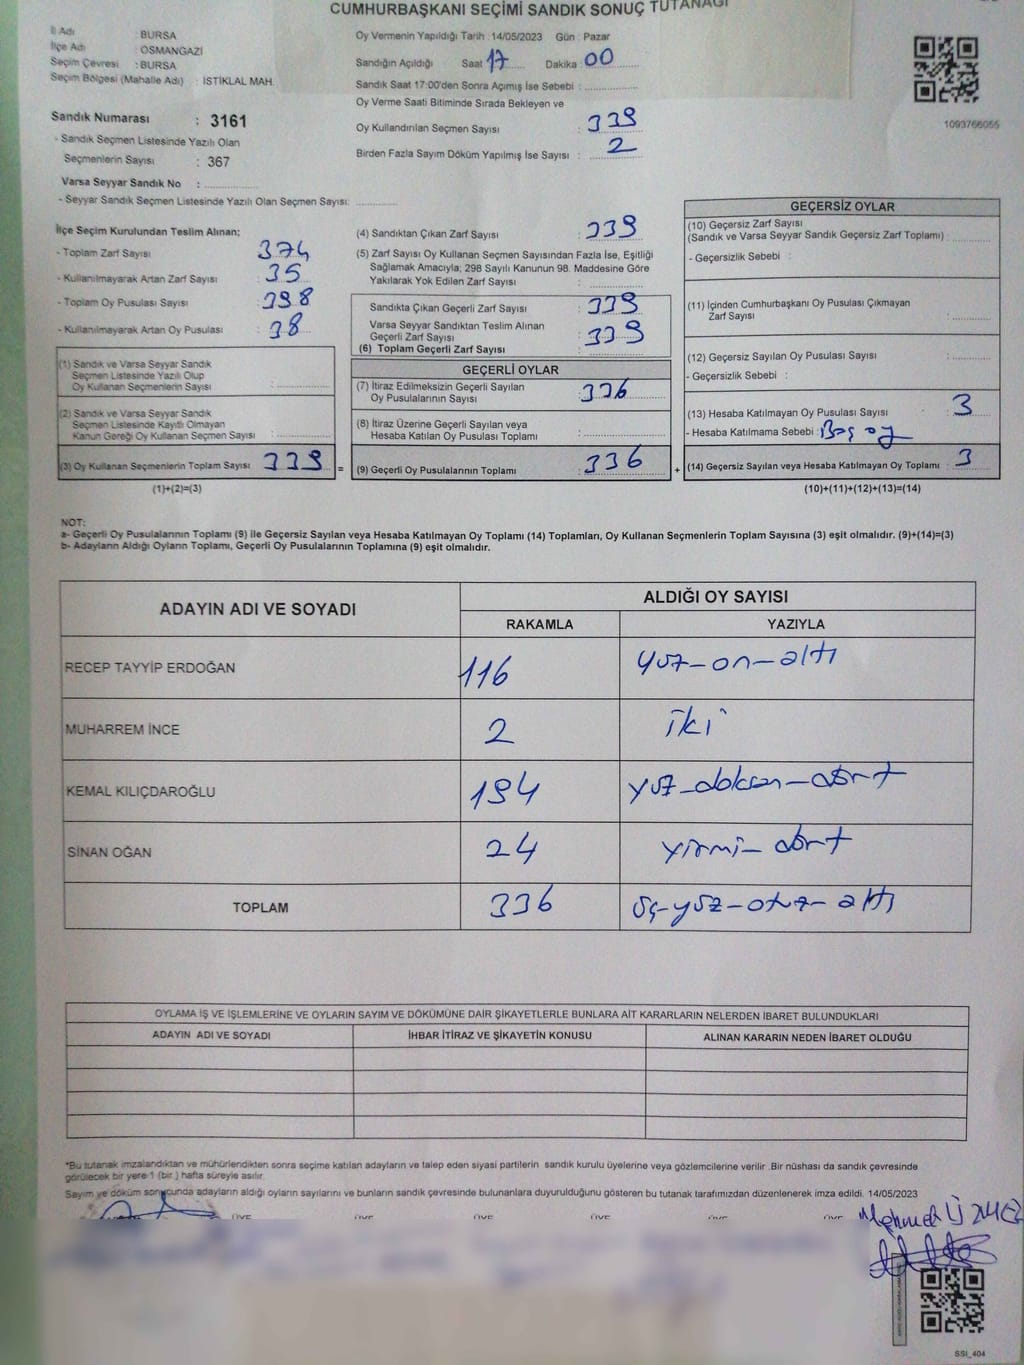 CUMHURBAŞKANI SEÇİMİ SANDIK SONUÇ TUTANAĞI
İl Adı : BURSA
İlçe Adı : OSMANGAZİ
Seçim Çevresi : BURSA
Seçim Bölgesi (Mahalle Adı) : İSTİKLAL MAH.
Sandık Numarası : 3161
- Sandık Seçmen Listesinde Yazılı Olan
Seçmenlerin Sayısı : 367
Varsa Seyyar Sandık No :
- Seyyar Sandık Seçmen Listesinde Yazılı Olan Seçmen Sayısı:
Oy Vermenin Yapıldığı Tarih : 14/05/2023 Gün : Pazar
Sandığın Açıldığı Saat 17 Dakika 00
Sandık Saat 17:00'den Sonra Açımış İse Sebebi :
Oy Verme Saati Bitiminde Sırada Bekleyen ve
Oy Kullandırılan Seçmen Sayısı : 339
Birden Fazla Sayım Döküm Yapılmış İse Sayısı : 2
1093766055
İlçe Seçim Kurulundan Teslim Alınan;
- Toplam Zarf Sayısı : 374
- Kullanılmayarak Artan Zarf Sayısı : 35
- Toplam Oy Pusulası Sayısı : 398
- Kullanılmayarak Artan Oy Pusulası : 38
(1) Sandık ve Varsa Seyyar Sandık
Seçmen Listesinde Yazılı Olup
Oy Kullanan Seçmenlerin Sayısı :
(2) Sandık ve Varsa Seyyar Sandık
Seçmen Listesinde Kayıtlı Olmayan
Kanun Gereği Oy Kullanan Seçmen Sayısı :
(3) Oy Kullanan Seçmenlerin Toplam Sayısı : 339 =
(1)+(2)=(3)
(4) Sandıktan Çıkan Zarf Sayısı : 339
(5) Zarf Sayısı Oy Kullanan Seçmen Sayısından Fazla İse, Eşitliği
Sağlamak Amacıyla; 298 Sayılı Kanunun 98. Maddesine Göre
Yakılarak Yok Edilen Zarf Sayısı :
Sandıkta Çıkan Geçerli Zarf Sayısı : 339
Varsa Seyyar Sandıktan Teslim Alınan
Geçerli Zarf Sayısı : 339
(6) Toplam Geçerli Zarf Sayısı :
GEÇERLİ OYLAR
(7) İtiraz Edilmeksizin Geçerli Sayılan
Oy Pusulalarının Sayısı : 336
(8) İtiraz Üzerine Geçerli Sayılan veya
Hesaba Katılan Oy Pusulası Toplamı :
(9) Geçerli Oy Pusulalarının Toplamı : 336 +
GEÇERSİZ OYLAR
(10) Geçersiz Zarf Sayısı
(Sandık ve Varsa Seyyar Sandık Geçersiz Zarf Toplamı) :
- Geçersizlik Sebebi :
(11) İçinden Cumhurbaşkanı Oy Pusulası Çıkmayan
Zarf Sayısı :
(12) Geçersiz Sayılan Oy Pusulası Sayısı :
- Geçersizlik Sebebi :
(13) Hesaba Katılmayan Oy Pusulası Sayısı : 3
- Hesaba Katılmama Sebebi : Boş oy
(14) Geçersiz Sayılan veya Hesaba Katılmayan Oy Toplamı : 3
(10)+(11)+(12)+(13)=(14)
NOT:
a- Geçerli Oy Pusulalarının Toplamı (9) ile Geçersiz Sayılan veya Hesaba Katılmayan Oy Toplamı (14) Toplamları, Oy Kullanan Seçmenlerin Toplam Sayısına (3) eşit olmalıdır. (9)+(14)=(3)
b- Adayların Aldığı Oyların Toplamı, Geçerli Oy Pusulalarının Toplamına (9) eşit olmalıdır.
ADAYIN ADI VE SOYADI ALDIĞI OY SAYISI
RAKAMLA YAZIYLA
RECEP TAYYİP ERDOĞAN 116 yüz-on-altı
MUHARREM İNCE 2 iki
KEMAL KILIÇDAROĞLU 194 yüz-doksan-dört
SİNAN OĞAN 24 yirmi-dört
TOPLAM 336 üç-yüz-otuz-altı
OYLAMA İŞ VE İŞLEMLERİNE VE OYLARIN SAYIM VE DÖKÜMÜNE DAİR ŞİKAYETLERLE BUNLARA AİT KARARLARIN NELERDEN İBARET BULUNDUKLARI
ADAYIN ADI VE SOYADI İHBAR İTİRAZ VE ŞİKAYETİN KONUSU ALINAN KARARIN NEDEN İBARET OLDUĞU
*Bu tutanak imzalandıktan ve mühürlendikten sonra seçime katılan adayların ve talep eden siyasi partilerin sandık kurulu üyelerine veya gözlemcilerine verilir .Bir nüshası da sandık çevresinde
görülecek bir yere 1 (bir ) hafta süreyle asılır.
Sayım ve döküm sonucunda adayların aldığı oyların sayılarını ve bunların sandık çevresinde bulunanlara duyurulduğunu gösteren bu tutanak tarafımızdan düzenlenerek imza edildi. 14/05/2023
ÜYE ÜYE ÜYE ÜYE ÜYE ÜYE
Mehmet
SSI_404